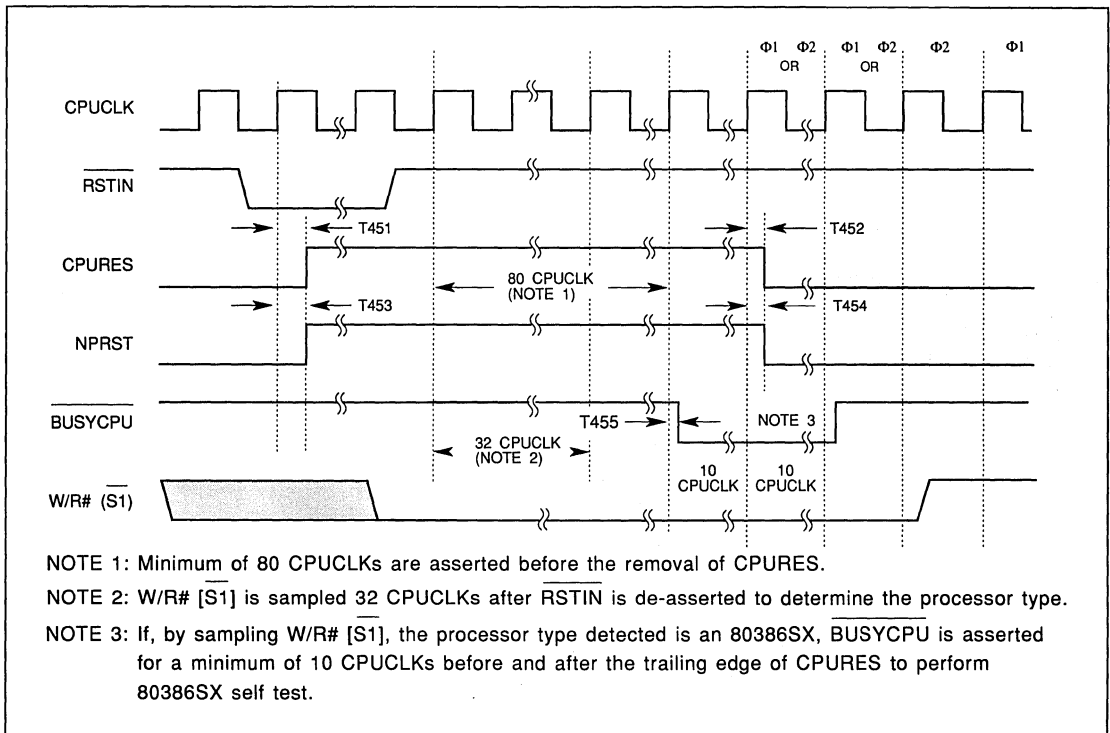 Φ1 Φ2 Φ1 Φ2 Φ2 Φ1
OR OR
CPUCLK
RSTIN
T451 T452
CPURES
80 CPUCLK
(NOTE 1)
T453 T454
NPRST
BUSYCPU
T455 NOTE 3
32 CPUCLK
(NOTE 2)
10 CPUCLK 10 CPUCLK
W/R# (S1)
NOTE 1: Minimum of 80 CPUCLKs are asserted before the removal of CPURES.
NOTE 2: W/R# [S1] is sampled 32 CPUCLKs after RSTIN is de-asserted to determine the processor type.
NOTE 3: If, by sampling W/R# [S1], the processor type detected is an 80386SX, BUSYCPU is asserted
for a minimum of 10 CPUCLKs before and after the trailing edge of CPURES to perform
80386SX self test.